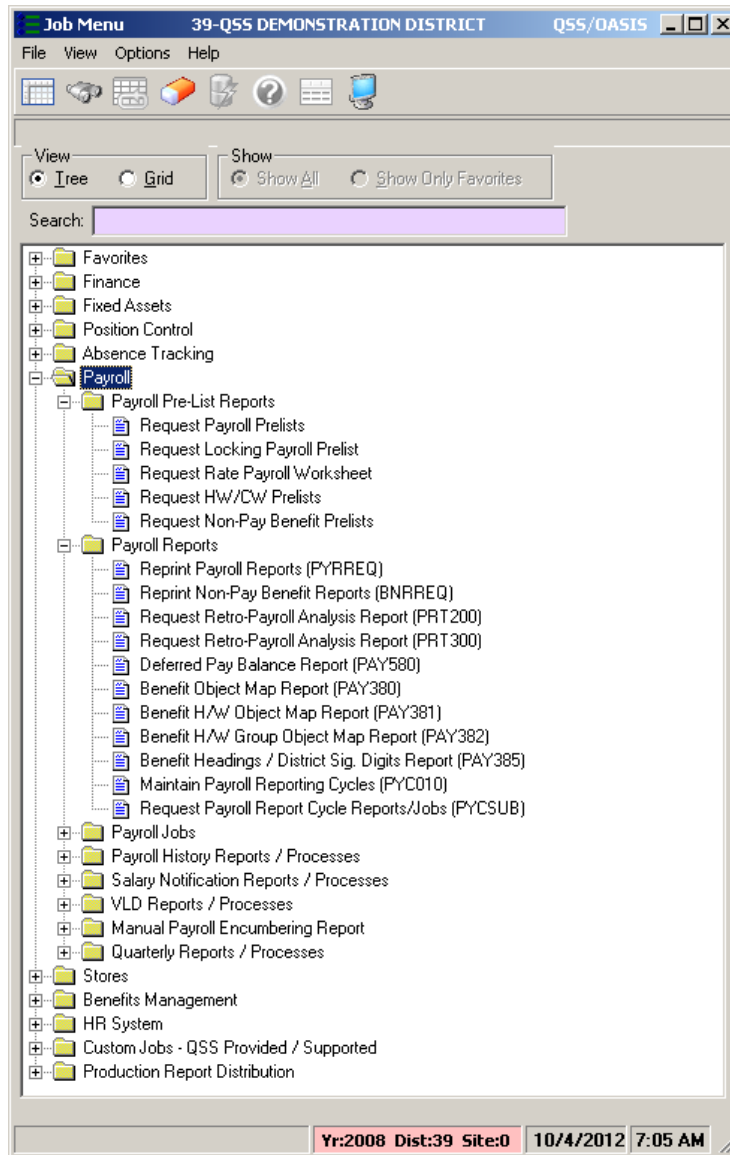 Job Menu 39-QSS DEMONSTRATION DISTRICT QSS/OASIS
File View Options Help
View Show
Tree Grid Show All Show Only Favorites
Search:
Favorites
Finance
Fixed Assets
Position Control
Absence Tracking
Payroll
Payroll Pre-List Reports
Request Payroll Prelists
Request Locking Payroll Prelist
Request Rate Payroll Worksheet
Request HW/CW Prelists
Request Non-Pay Benefit Prelists
Payroll Reports
Reprint Payroll Reports (PYRREQ)
Reprint Non-Pay Benefit Reports (BNRREQ)
Request Retro-Payroll Analysis Report (PRT200)
Request Retro-Payroll Analysis Report (PRT300)
Deferred Pay Balance Report (PAY580)
Benefit Object Map Report (PAY380)
Benefit H/W Object Map Report (PAY381)
Benefit H/W Group Object Map Report (PAY382)
Benefit Headings / District Sig. Digits Report (PAY385)
Maintain Payroll Reporting Cycles (PYC010)
Request Payroll Report Cycle Reports/Jobs (PYCSUB)
Payroll Jobs
Payroll History Reports / Processes
Salary Notification Reports / Processes
VLD Reports / Processes
Manual Payroll Encumbering Report
Quarterly Reports / Processes
Stores
Benefits Management
HR System
Custom Jobs - QSS Provided / Supported
Production Report Distribution
Yr:2008 Dist:39 Site:0 10/4/2012 7:05 AM